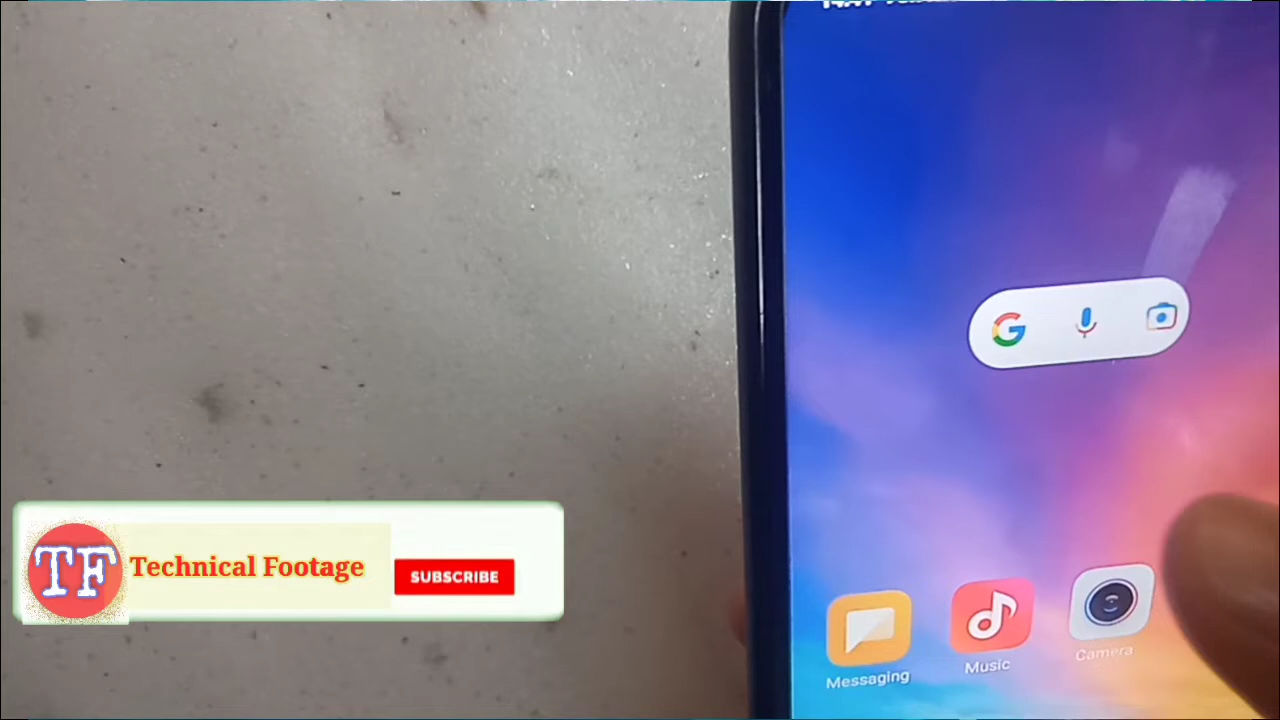 TF
Technical Footage
SUBSCRIBE
G
Messaging
Music
Camera